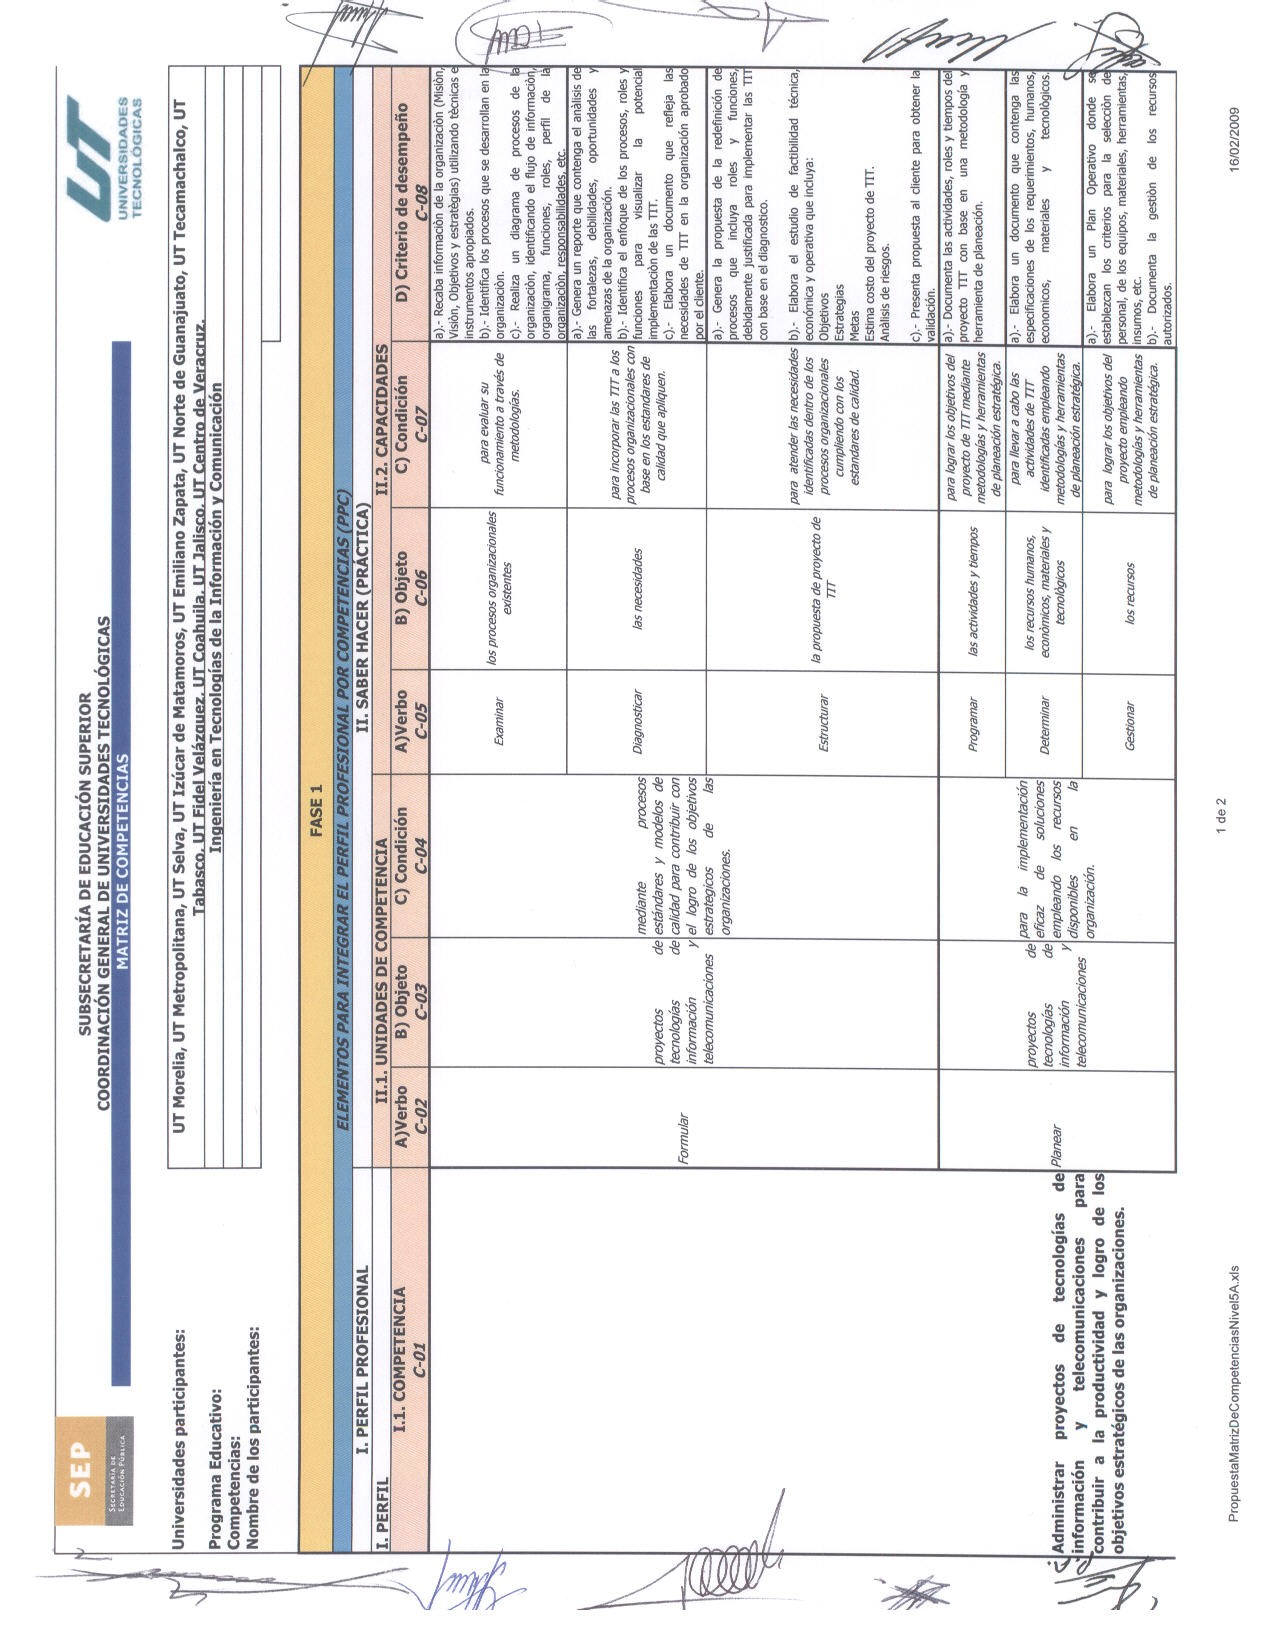 SEP
SECRETARÍA DE
EDUCACIÓN PÚBLICA
SUBSECRETARÍA DE EDUCACIÓN SUPERIOR
COORDINACIÓN GENERAL DE UNIVERSIDADES TECNOLÓGICAS
MATRIZ DE COMPETENCIAS
UT
UNIVERSIDADES
TECNOLÓGICAS
Universidades participantes:
UT Morelia, UT Metropolitana, UT Selva, UT Izúcar de Matamoros, UT Emiliano Zapata, UT Norte de Guanajuato, UT Tecamachalco, UT
Tabasco, UT Fidel Velázquez, UT Coahuila, UT Jalisco, UT Centro de Veracruz.
Programa Educativo:
Ingeniería en Tecnologías de la Información y Comunicación
Competencias:
Nombre de los participantes:
FASE 1
ELEMENTOS PARA INTEGRAR EL PERFIL PROFESIONAL POR COMPETENCIAS (PPC)
I. PERFIL PROFESIONAL
II. SABER HACER (PRÁCTICA)
I. PERFIL
II.1. UNIDADES DE COMPETENCIA
II.2. CAPACIDADES
I.1. COMPETENCIA
C-01
A)Verbo
C-02
B) Objeto
C-03
C) Condición
C-04
A)Verbo
C-05
B) Objeto
C-06
C) Condición
C-07
D) Criterio de desempeño
C-08
Administrar proyectos de tecnologías de
información y telecomunicaciones para
contribuir a la productividad y logro de los
objetivos estratégicos de las organizaciones.
Formular
proyectos de
tecnologías de
información y
telecomunicaciones
mediante procesos
estándares y modelos de
calidad para contribuir con
el logro de los objetivos
estrategicos de las
organizaciones.
Examinar
los procesos organizacionales
existentes
para evaluar su
funcionamiento a través de
metodologías.
a).- Recaba informaciòn de la organizaciòn (Misiòn,
Visiòn, Objetivos y estratègias) utilizando tècnicas e
instrumentos apropiados.
b).- Identifica los procesos que se desarrollan en la
organización.
c).- Realiza un diagrama de procesos de la
organizaciòn, identificando el flujo de informaciòn,
organigrama, funciones, roles, perfil de la
organizaciòn, responsabilidades, etc.
Diagnosticar
las necesidades
para incorporar las TIT a los
procesos organizacionales con
base en los estandares de
calidad que apliquen.
a).- Genera un reporte que contenga el anàlisis de
las fortalezas, debilidades, oportunidades y
amenazas de la organización.
b).- Identifica el enfoque de los procesos, roles y
funciones para visualizar la potencial
implementación de las TIT.
c).- Elabora un documento que refleja las
necesidades de TIT en la organización aprobado
por el cliente.
Estructurar
la propuesta de proyecto de
TIT
para atender las necesidades
identificadas dentro de los
procesos organizacionales
cumpliendo con los
estandares de calidad.
a).- Genera la propuesta de la redefinición de
procesos que incluya roles y funciones,
debidamente justificada para implementar las TIT
con base en el diagnostico.
b).- Elabora el estudio de factibilidad técnica,
económica y operativa que incluya:
Objetivos
Estrategias
Metas
Estima costo del proyecto de TIT.
Análisis de riesgos.
c).- Presenta propuesta al cliente para obtener la
validación.
Planear
proyectos de
tecnologías de
información y
telecomunicaciones
para la implementación
eficaz de soluciones
empleando los recursos
disponibles en la
organización.
Programar
las actividades y tiempos
para lograr los objetivos del
proyecto de TIT mediante
metodologías y herramientas
de planeación estratégica.
a).- Documenta las actividades, roles y tiempos del
proyecto TIT con base en una metodología y
herramienta de planeación.
Determinar
los recursos humanos,
económicos, materiales y
tecnológicos
para llevar a cabo las
actividades de TIT
identificadas empleando
metodologías y herramientas
de planeación estratégica.
a).- Elabora un documento que contenga las
especificaciones de los requerimientos, humanos,
economicos, materiales y tecnològicos.
Gestionar
los recursos
para lograr los objetivos del
proyecto empleando
metodologías y herramientas
de planeación estratégica.
a).- Elabora un Plan Operativo donde se
establezcan los criterios para la selección de
personal, de los equipos, materiales, herramientas,
insumos, etc.
b).- Documenta la gestiòn de los recursos
autorizados.
PropuestaMatrizDeCompetenciasNivel5A.xls
1 de 2
16/02/2009